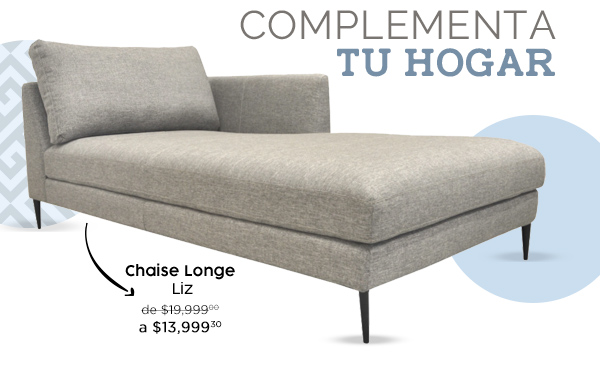 COMPLEMENTA
TU HOGAR
Chaise Longe
Liz
de $19,999⁰⁰
a $13,999³⁰